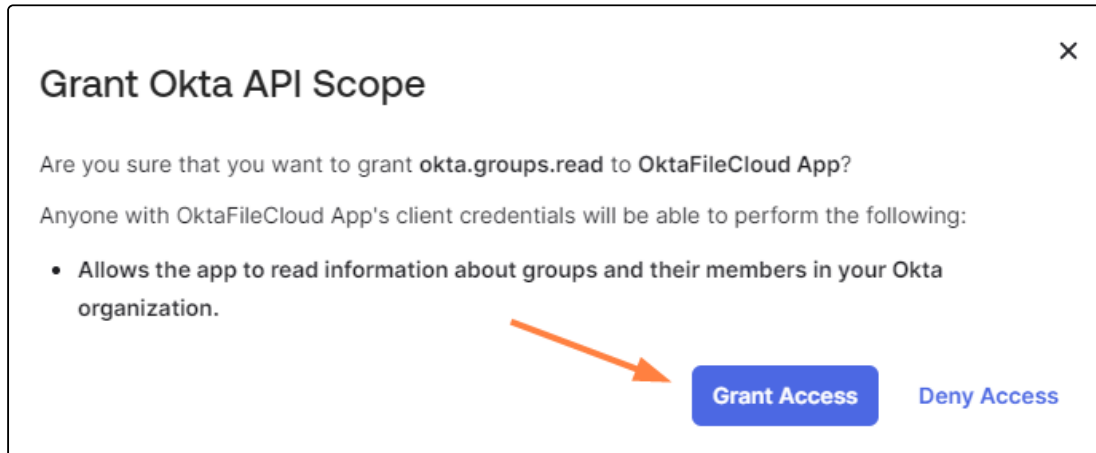 Grant Okta API Scope
Are you sure that you want to grant okta.groups.read to OktaFileCloud App?
Anyone with OktaFileCloud App's client credentials will be able to perform the following:
• Allows the app to read information about groups and their members in your Okta
organization.
Grant Access
Deny Access